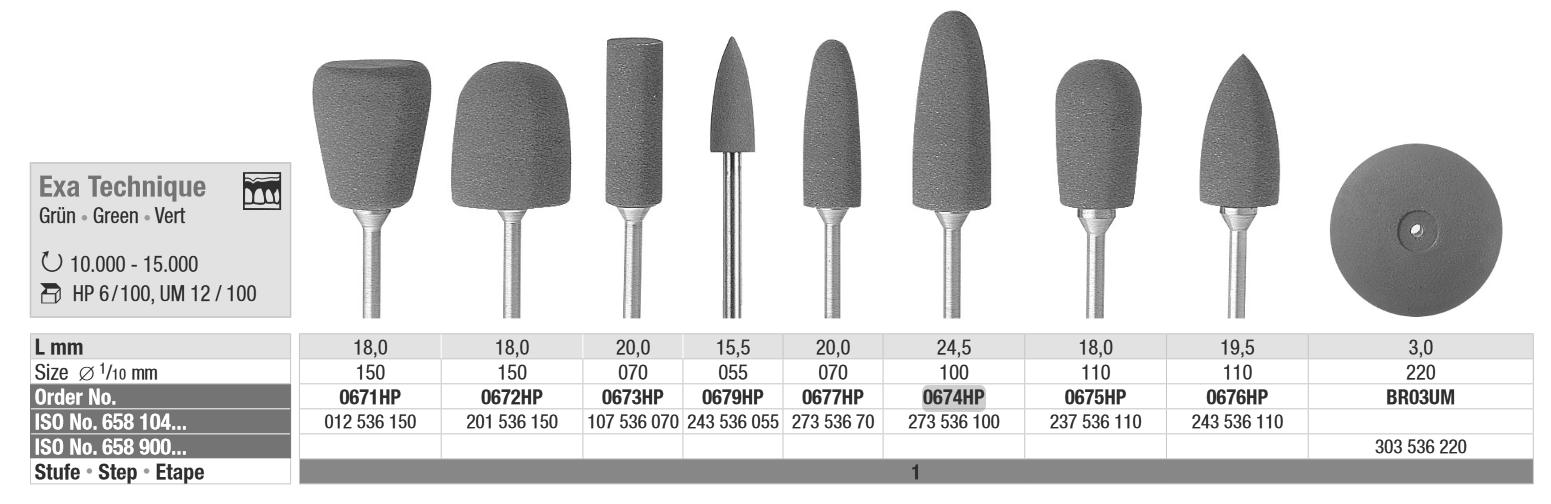 Exa Technique
Grün • Green • Vert
10.000 - 15.000
HP 6/100, UM 12 / 100
L mm 18,0 18,0 20,0 15,5 20,0 24,5 18,0 19,5 3,0
Size ∅ 1/10 mm 150 150 070 055 070 100 110 110 220
Order No. 0671HP 0672HP 0673HP 0679HP 0677HP 0674HP 0675HP 0676HP BR03UM
ISO No. 658 104... 012 536 150 201 536 150 107 536 070 243 536 055 273 536 70 273 536 100 237 536 110 243 536 110
ISO No. 658 900... 303 536 220
Stufe • Step • Etape 1